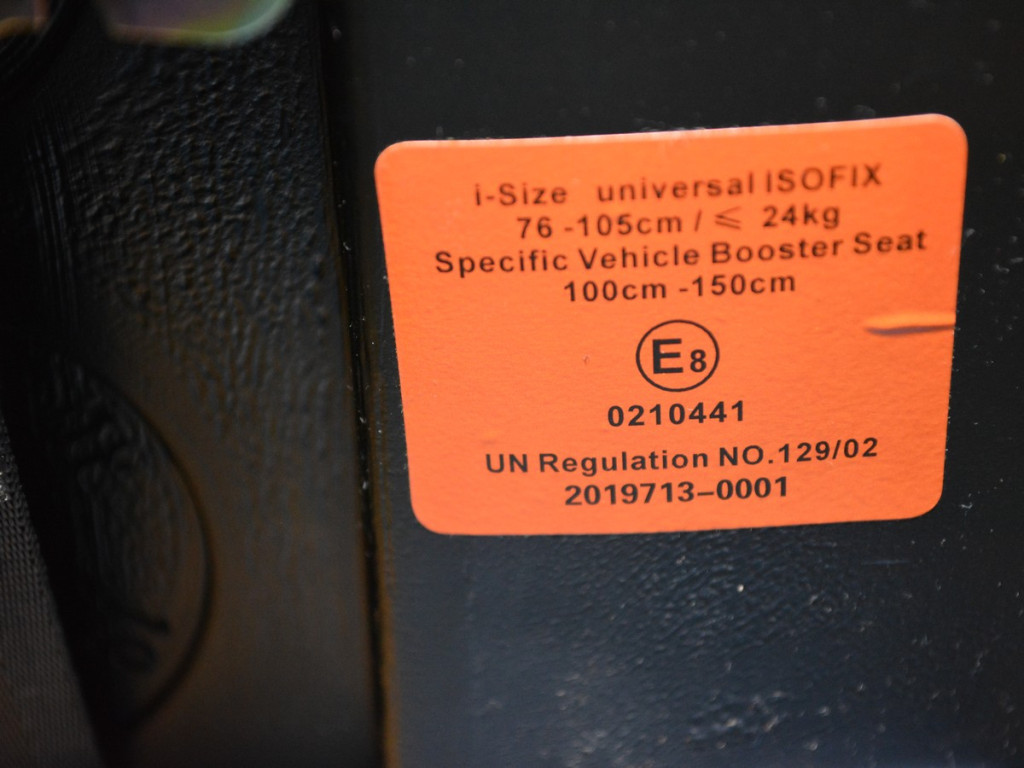 i-Size universal ISOFIX
76 -105cm / ≤ 24kg
Specific Vehicle Booster Seat
100cm -150cm
E8
0210441
UN Regulation NO.129/02
2019713–0001